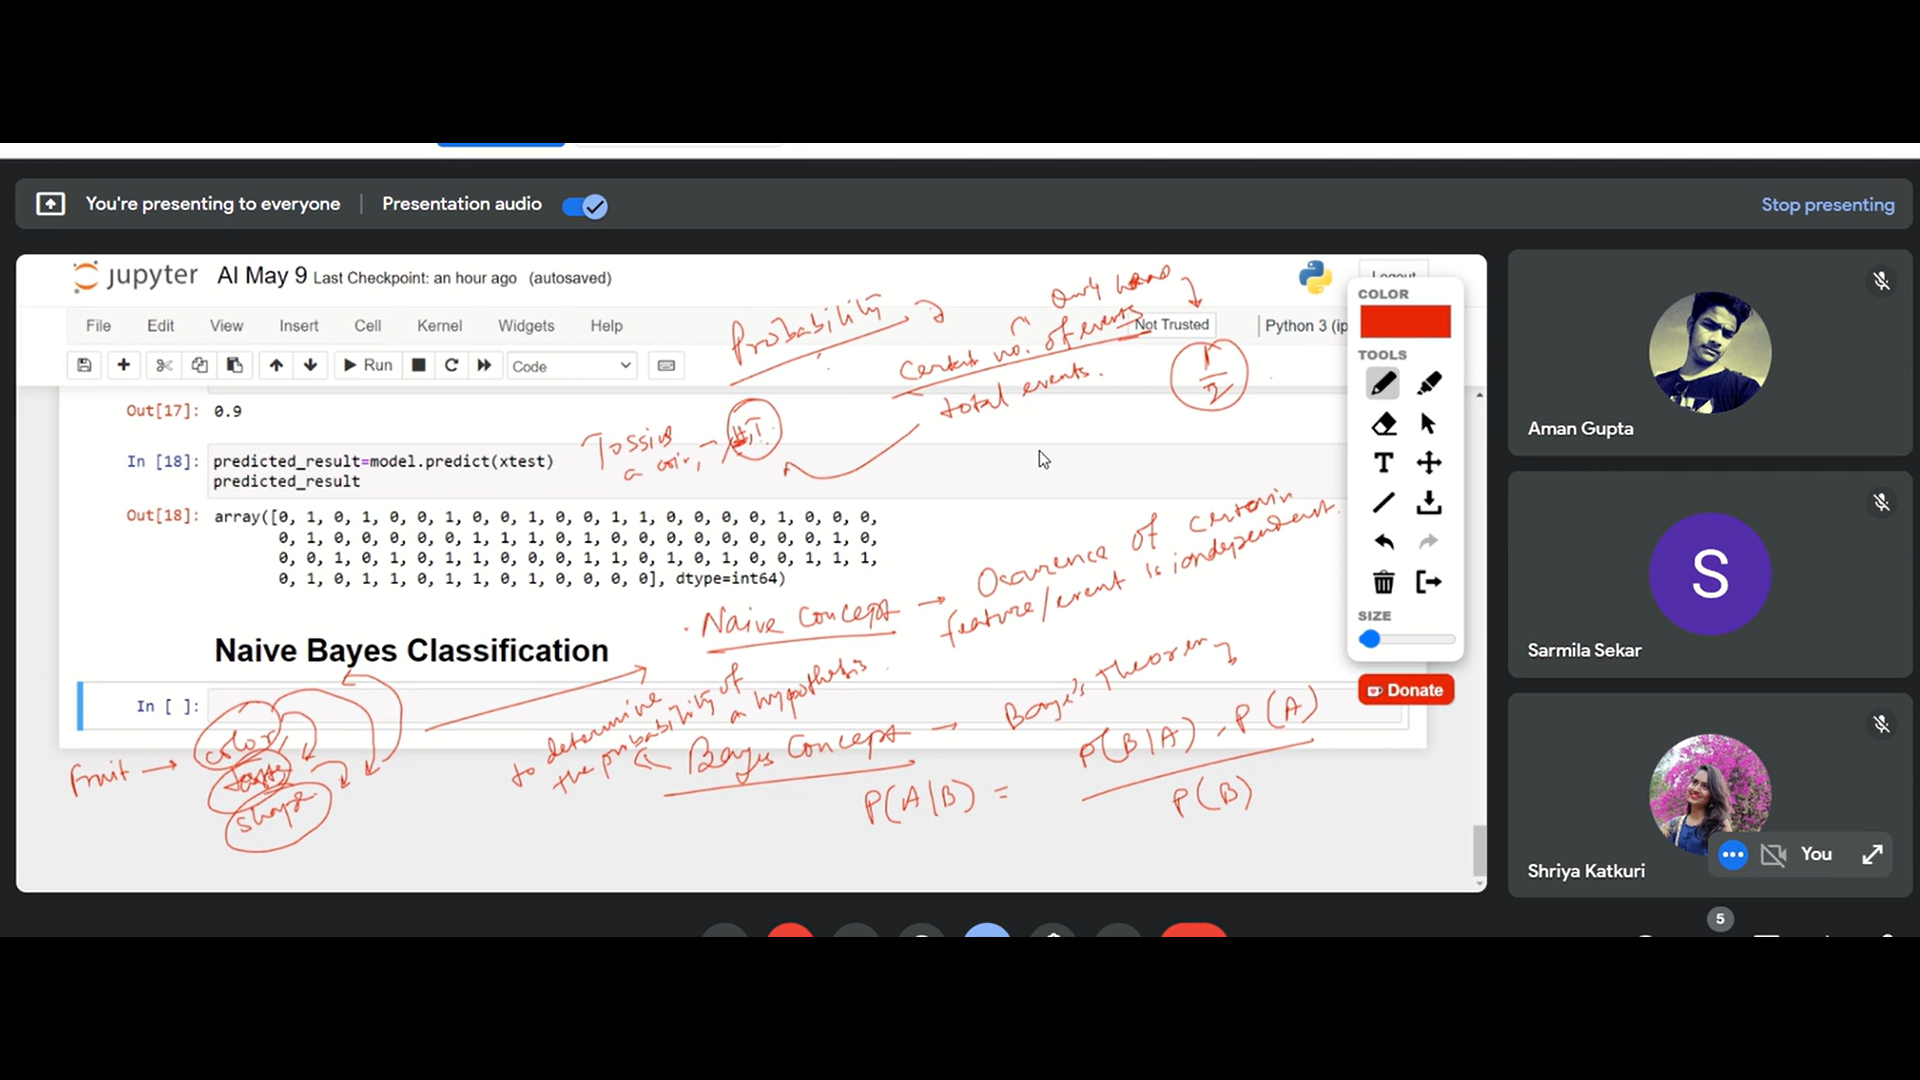 You're presenting to everyone
Presentation audio
Stop presenting
jupyter AI May 9 Last Checkpoint: an hour ago (autosaved)
Logout
File Edit View Insert Cell Kernel Widgets Help
Not Trusted
Python 3 (ip
Run
Code
Out[17]: 0.9
In [18]: predicted_result=model.predict(xtest)
predicted_result
Out[18]: array([0, 1, 0, 1, 0, 0, 1, 0, 0, 1, 0, 0, 1, 1, 0, 0, 0, 0, 1, 0, 0, 0,
0, 1, 0, 0, 0, 0, 0, 1, 1, 1, 0, 1, 0, 0, 0, 0, 0, 0, 0, 0, 1, 0,
0, 0, 1, 0, 1, 0, 1, 1, 0, 0, 0, 1, 1, 0, 1, 0, 1, 0, 0, 1, 1, 1,
0, 1, 0, 1, 1, 0, 1, 1, 0, 1, 0, 0, 0, 0], dtype=int64)
Naive Bayes Classification
In [ ]:
Probability
only head
certain no. of events
total events.
1
2
Tossing
a coin,
H,T
Naive Concept → Occurence of certain
feature/event is iondependent.
to determine
the probability of
a hypothesis
Bayes Concept → Baye's Theorem
P(A|B) =
P(B|A) . P(A)
P(B)
Fruit →
color
taste
shape
COLOR
TOOLS
T
SIZE
Donate
Aman Gupta
S
Sarmila Sekar
You
Shriya Katkuri
5